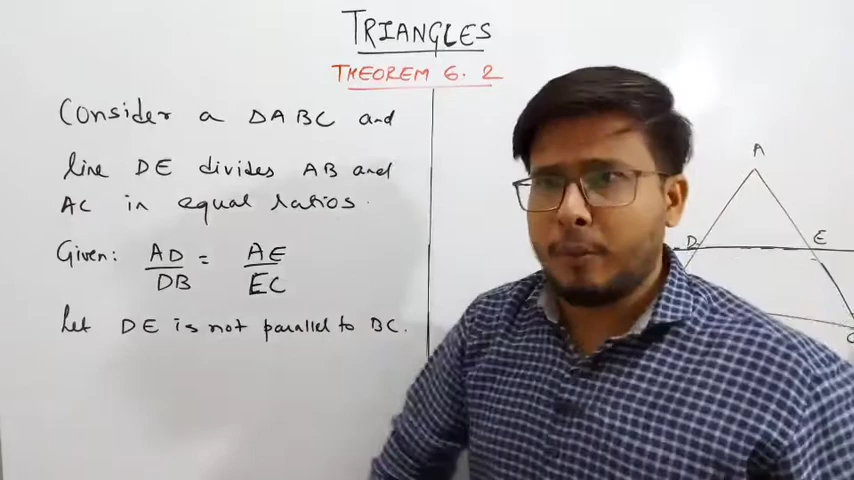 TRIANGLES
THEOREM 6.2
Consider a △ABC and
line DE divides AB and
AC in equal ratios.
Given: AD/DB = AE/EC
Let DE is not parallel to BC.
A
D
E
C